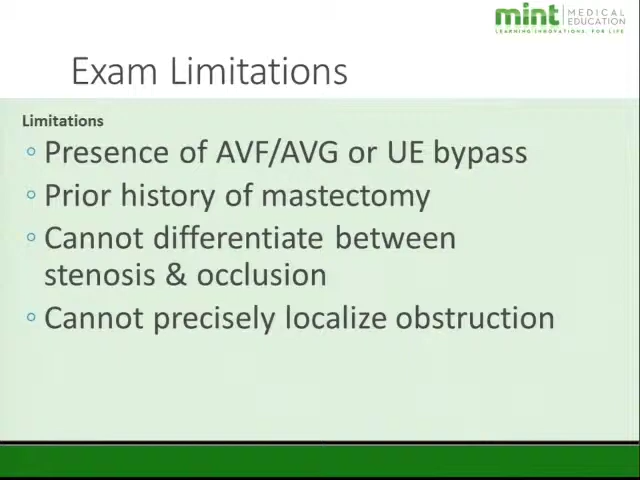 mint MEDICAL
EDUCATION
LEARNING INNOVATIONS. FOR LIFE
Exam Limitations
Limitations
◦ Presence of AVF/AVG or UE bypass
◦ Prior history of mastectomy
◦ Cannot differentiate between
stenosis & occlusion
◦ Cannot precisely localize obstruction